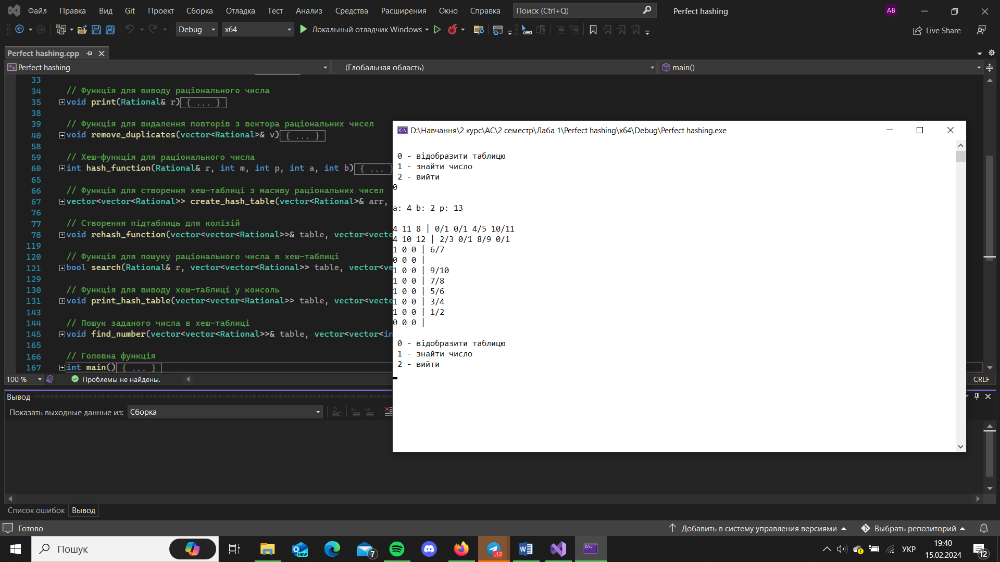 Файл Правка Вид Git Проект Сборка Отладка Тест Анализ Средства Расширения Окно Справка Поиск (Ctrl+Q) Perfect hashing AB
Debug x64 Локальный отладчик Windows Live Share
Perfect hashing.cpp
Perfect hashing (Глобальная область) main()
33
34 // Функція для виводу раціонального числа
35 void print(Rational& r){ ... }
38
39 // Функція для видалення повторів з вектора раціональних чисел
40 void remove_duplicates(vector<Rational>& v){ ... }
58
59 // Хеш-функція для раціонального числа
60 int hash_function(Rational& r, int m, int p, int a, int b){ ... }
65
66 // Функція для створення хеш-таблиці з масиву раціональних чисел
67 vector<vector<Rational>> create_hash_table(vector<Rational>& arr,
76
77 // Створення підтаблиць для колізій
78 void rehash_function(vector<vector<Rational>>& table, vector<vecto
119
120 // Функція для пошуку раціонального числа в хеш-таблиці
121 bool search(Rational& r, vector<vector<Rational>> table, vector<ve
129
130 // Функція для виводу хеш-таблиці у консоль
131 void print_hash_table(vector<vector<Rational>> table, vector<vecto
143
144 // Пошук заданого числа в хеш-таблиці
145 void find_number(vector<vector<Rational>>& table, vector<vector<in
165
166 // Головна функція
167 int main(){ ... }
100 % Проблемы не найдены. CRLF
D:\Навчання\2 курс\АС\2 семестр\Лаба 1\Perfect hashing\x64\Debug\Perfect hashing.exe
0 - відобразити таблицю
1 - знайти число
2 - вийти
0
a: 4 b: 2 p: 13
4 11 8 | 0/1 0/1 4/5 10/11
4 10 12 | 2/3 0/1 8/9 0/1
1 0 0 | 6/7
0 0 0 |
1 0 0 | 9/10
1 0 0 | 7/8
1 0 0 | 5/6
1 0 0 | 3/4
1 0 0 | 1/2
0 0 0 |
0 - відобразити таблицю
1 - знайти число
2 - вийти
Вывод
Показать выходные данные из: Сборка
Список ошибок Вывод
Готово Добавить в систему управления версиями Выбрать репозиторий
Пошук NEW 7 ..12 УКР 19:40
15.02.2024 12